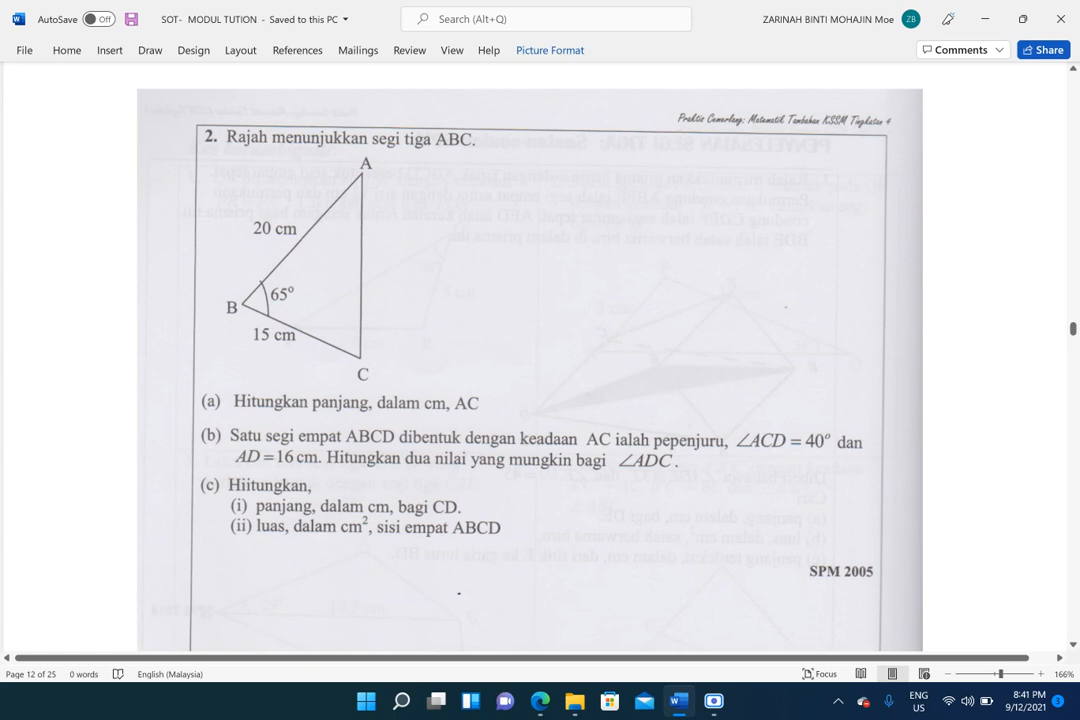 AutoSave Off SOT- MODUL TUTION - Saved to this PC Search (Alt+Q) ZARINAH BINTI MOHAJIN Moe ZB
File Home Insert Draw Design Layout References Mailings Review View Help Picture Format Comments Share
Praktis Cemerlang: Matematik Tambahan KSSM Tingkatan 4
2. Rajah menunjukkan segi tiga ABC.
A
20 cm
65°
B
15 cm
C
(a) Hitungkan panjang, dalam cm, AC
(b) Satu segi empat ABCD dibentuk dengan keadaan AC ialah pepenjuru, ∠ACD = 40° dan
AD = 16 cm. Hitungkan dua nilai yang mungkin bagi ∠ADC.
(c) Hiitungkan,
(i) panjang, dalam cm, bagi CD.
(ii) luas, dalam cm², sisi empat ABCD
SPM 2005
Page 12 of 25 0 words English (Malaysia) Focus 166%
ENG
US
8:41 PM
9/12/2021
3